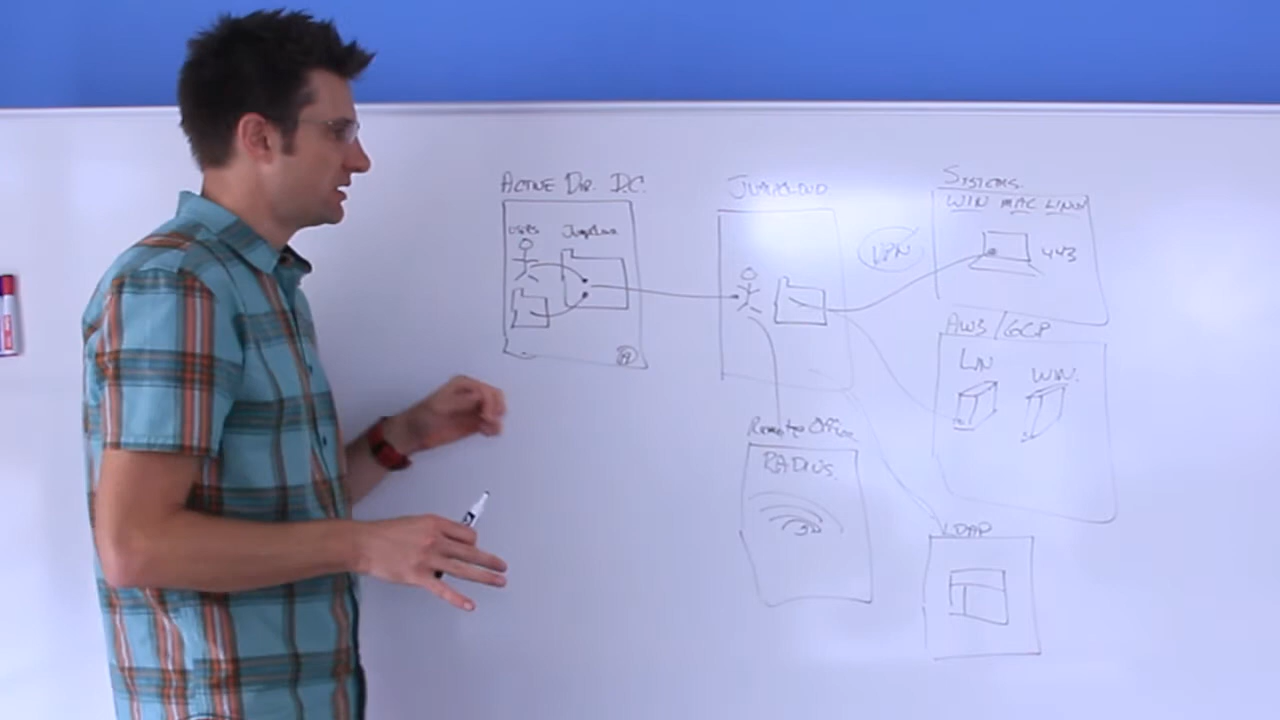 ACTIVE DIR. D.C.
USERS
JumpCloud
JUMPCLOUD
VPN
SYSTEMS
WIN MAC LINUX
443
AWS/GCP
LIN
WIN.
Remote Office
RADIUS
LDAP